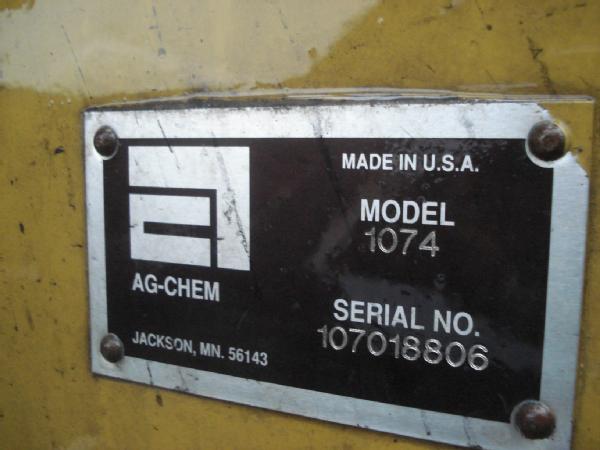 MADE IN U.S.A.
MODEL
1074
AG-CHEM
SERIAL NO.
107018806
JACKSON, MN. 56143